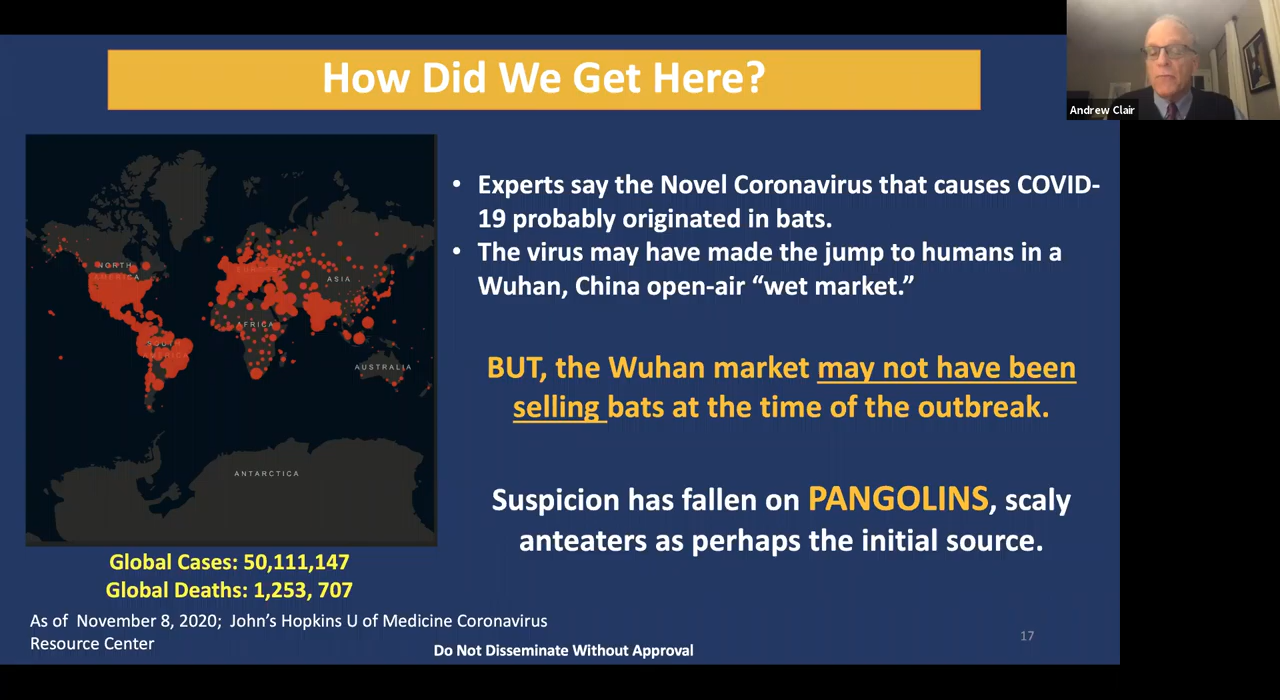 How Did We Get Here?
Andrew Clair
• Experts say the Novel Coronavirus that causes COVID-
19 probably originated in bats.
• The virus may have made the jump to humans in a
Wuhan, China open-air “wet market.”
BUT, the Wuhan market may not have been
selling bats at the time of the outbreak.
Suspicion has fallen on PANGOLINS, scaly
anteaters as perhaps the initial source.
NORTH
AMERICA
EUROPE
ASIA
AFRICA
SOUTH
AMERICA
AUSTRALIA
ANTARCTICA
Global Cases: 50,111,147
Global Deaths: 1,253, 707
As of  November 8, 2020;  John’s Hopkins U of Medicine Coronavirus
Resource Center
Do Not Disseminate Without Approval
17